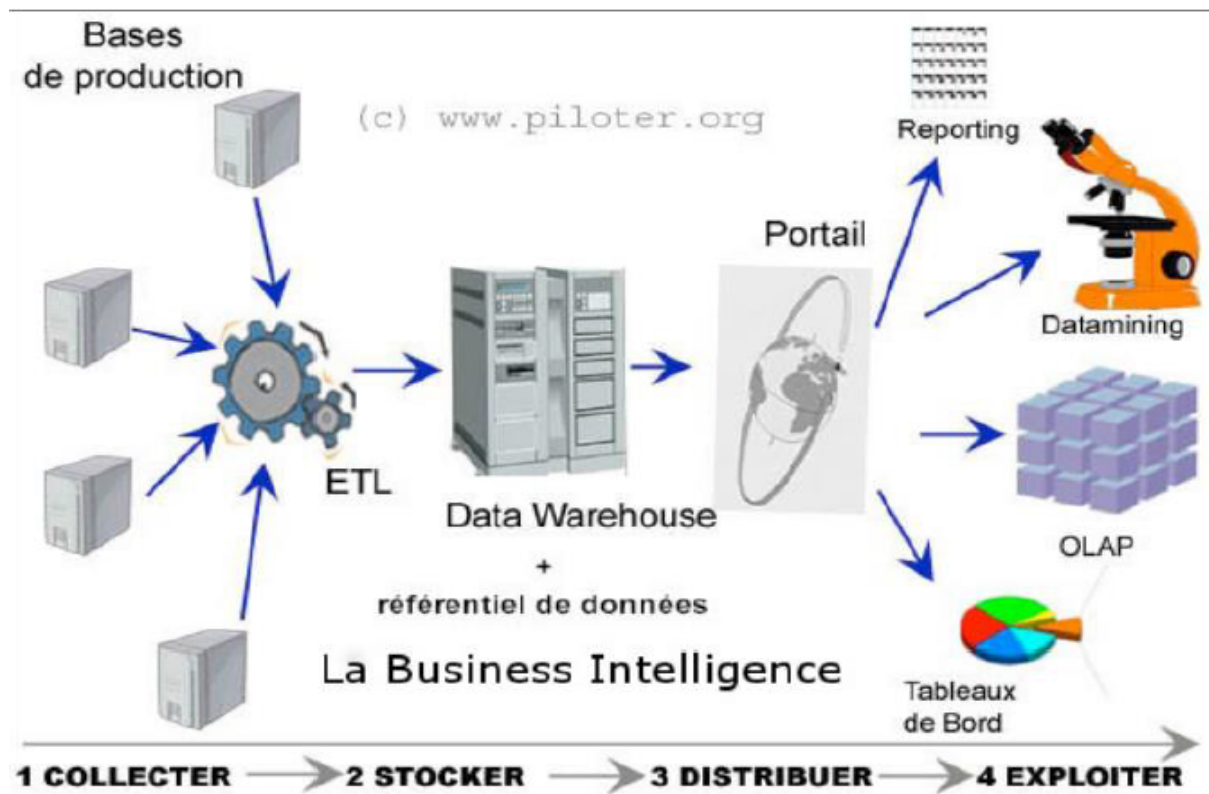 Bases
de production
(c) www.piloter.org
Reporting
Portail
Datamining
ETL
Data Warehouse
+
référentiel de données
OLAP
La Business Intelligence
Tableaux
de Bord
1 COLLECTER
2 STOCKER
3 DISTRIBUER
4 EXPLOITER